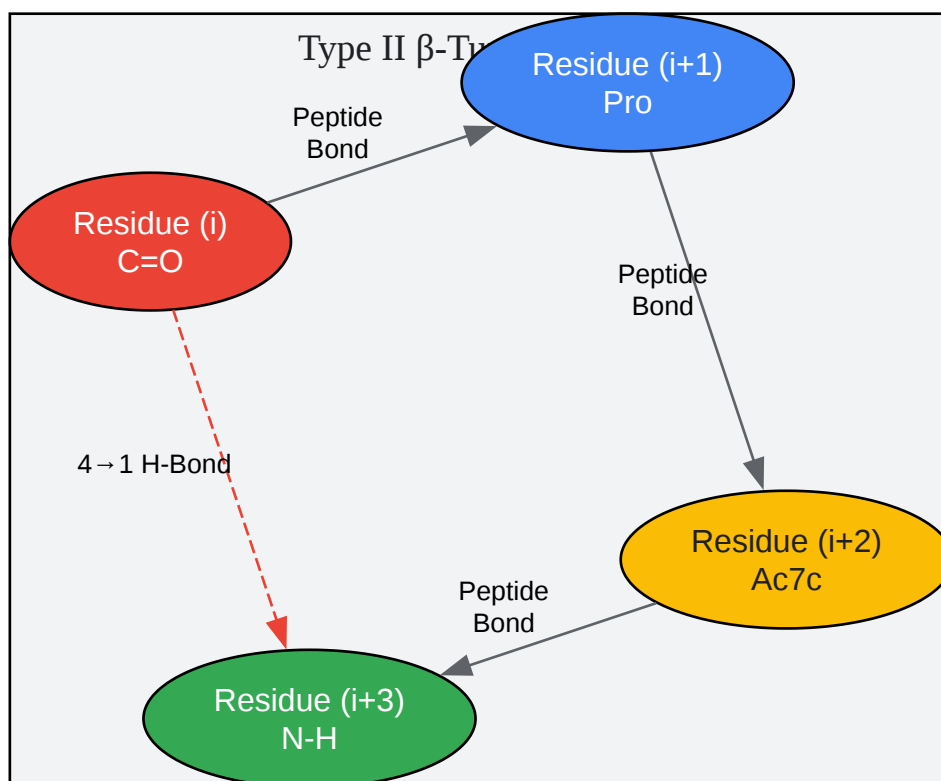 Type II β-Tu
Residue (i+1)
Pro
Peptide
Bond
Residue (i)
C=O
Peptide
Bond
4→1 H-Bond
Residue (i+2)
Ac7c
Peptide
Bond
Residue (i+3)
N-H